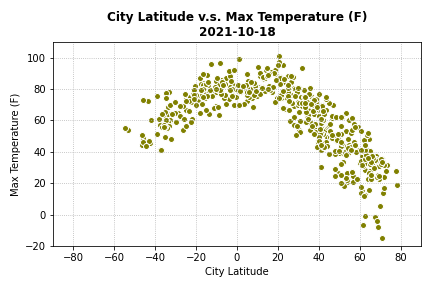 City Latitude v.s. Max Temperature (F)
2021-10-18
Max Temperature (F)
100
80
60
40
20
0
−20
−80 −60 −40 −20 0 20 40 60 80
City Latitude